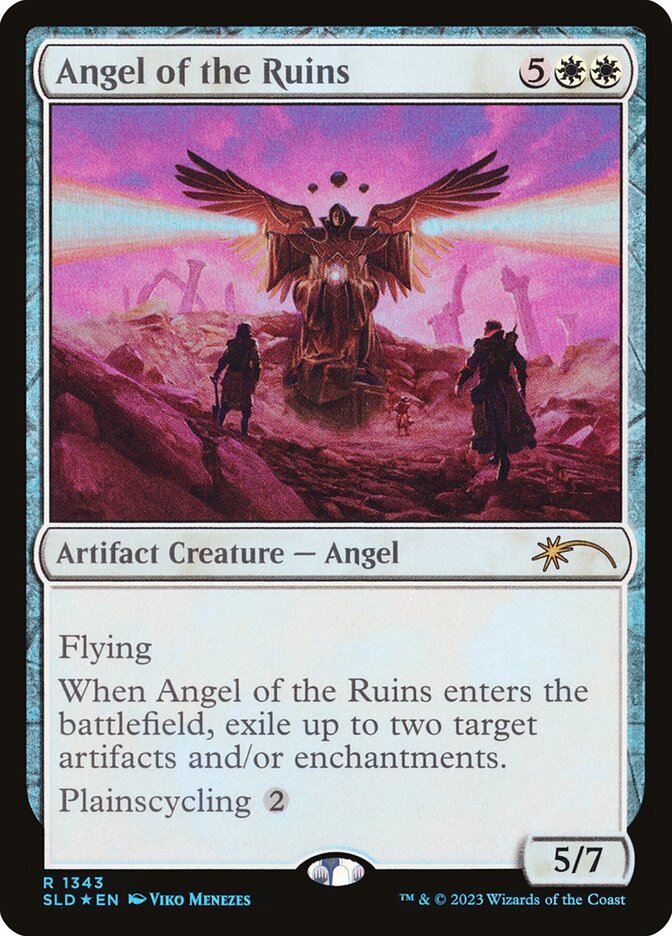 Angel of the Ruins 5
Artifact Creature — Angel
Flying
When Angel of the Ruins enters the
battlefield, exile up to two target
artifacts and/or enchantments.
Plainscycling 2
5/7
R 1343
SLD★EN Viko Menezes
™ & © 2023 Wizards of the Coast